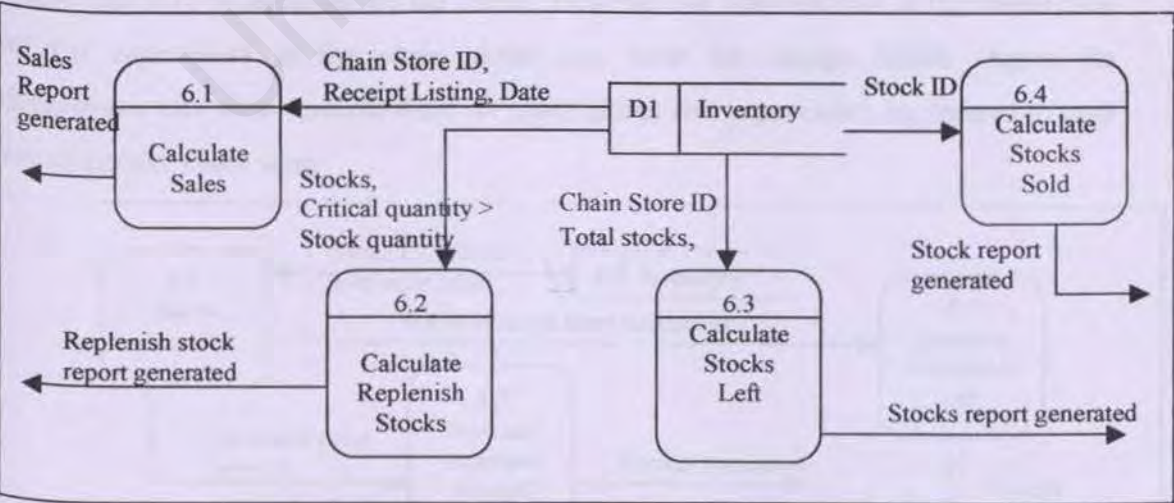 Sales
Report
generated
6.1
Calculate
Sales
Chain Store ID,
Receipt Listing, Date
D1 Inventory
Stock ID
6.4
Calculate
Stocks
Sold
Stocks,
Critical quantity >
Stock quantity
Chain Store ID
Total stocks,
Stock report
generated
6.2
Calculate
Replenish
Stocks
6.3
Calculate
Stocks
Left
Replenish stock
report generated
Stocks report generated